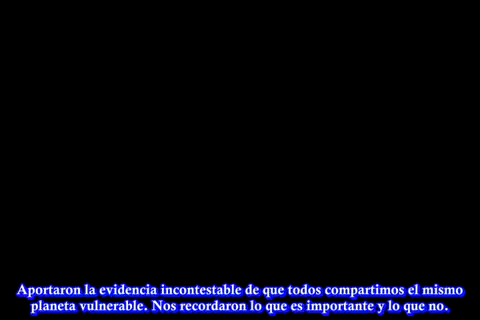 Aportaron la evidencia incontestable de que todos compartimos el mismo
planeta vulnerable. Nos recordaron lo que es importante y lo que no.